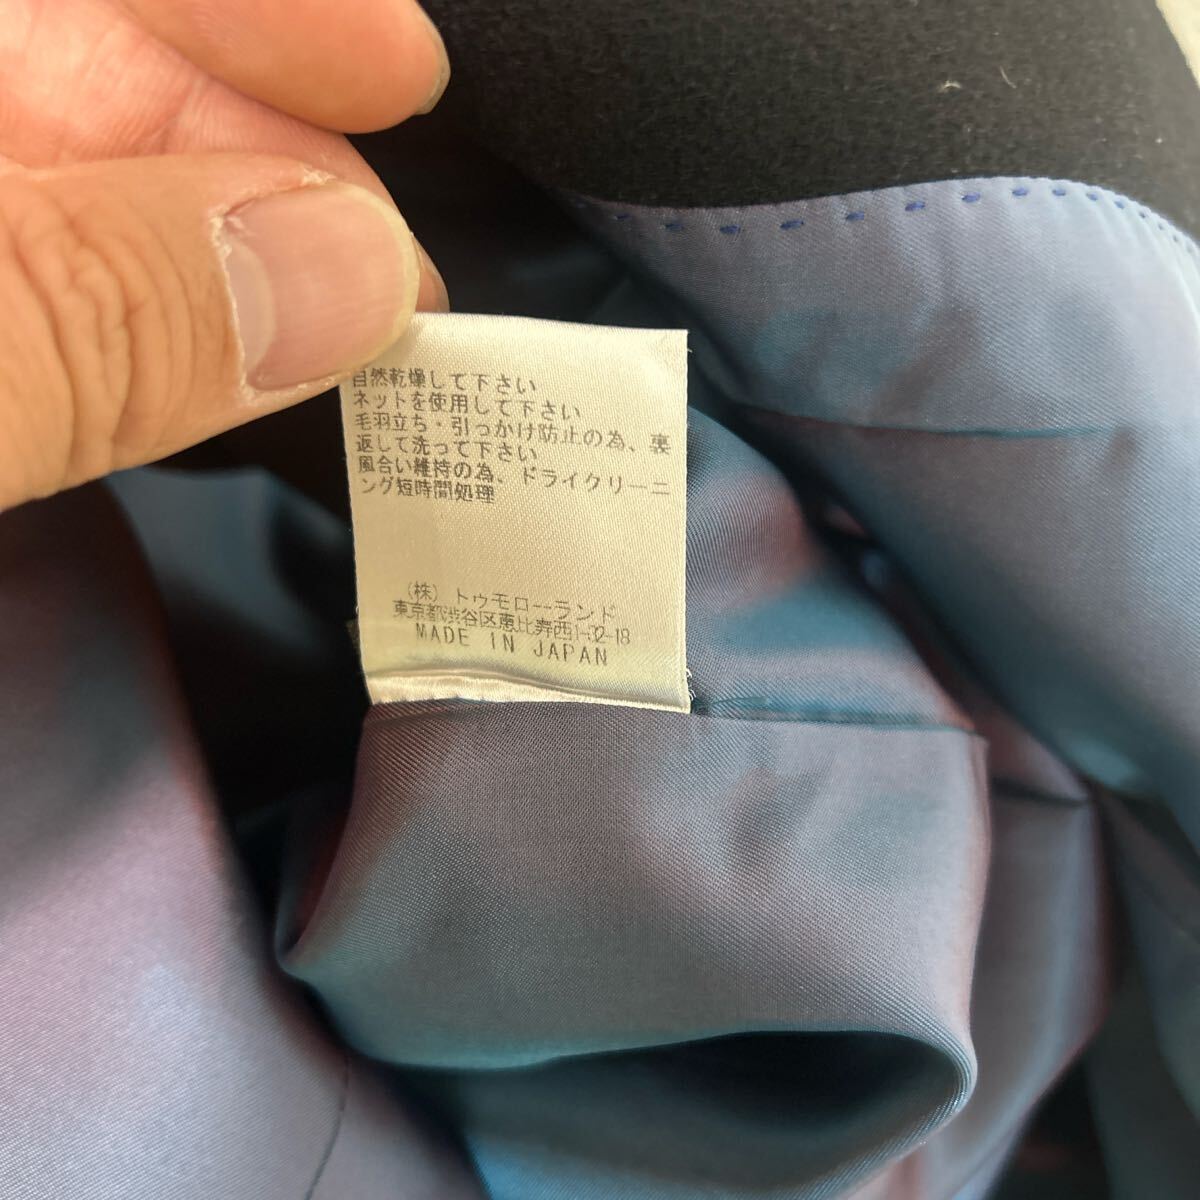 自然乾燥して下さい
ネットを使用して下さい
毛羽立ち・引っかけ防止の為、裏
返して洗って下さい
風合い維持の為、ドライクリーニ
ング短時間処理
(株) トゥモローランド
東京都渋谷区恵比寿西1-32-18
MADE IN JAPAN